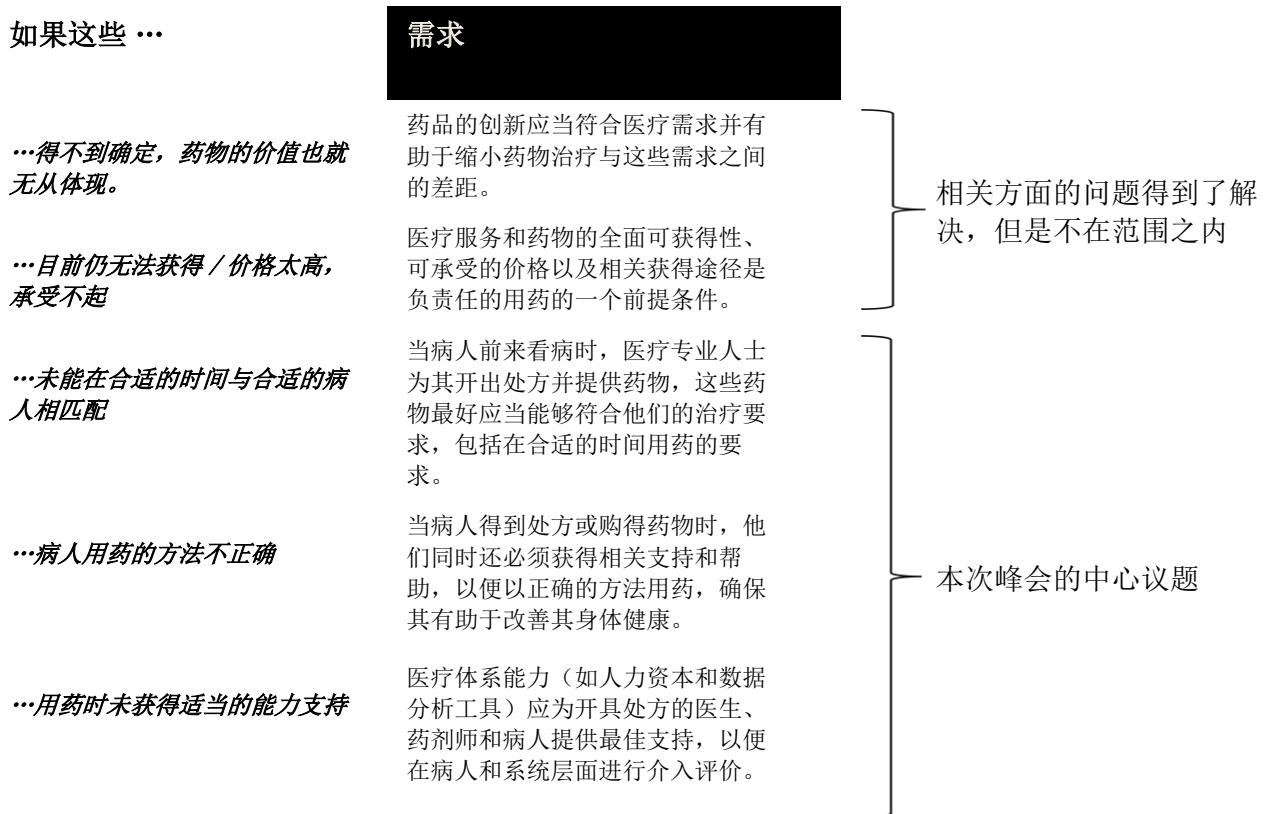 如果这些 …
需求
…得不到确定，药物的价值也就
无从体现。
药品的创新应当符合医疗需求并有
助于缩小药物治疗与这些需求之间
的差距。
…目前仍无法获得 / 价格太高，
承受不起
医疗服务和药物的全面可获得性、
可承受的价格以及相关获得途径是
负责任的用药的一个前提条件。
相关方面的问题得到了解
决，但是不在范围之内
…未能在合适的时间与合适的病
人相匹配
当病人前来看病时，医疗专业人士
为其开出处方并提供药物，这些药
物最好应当能够符合他们的治疗要
求，包括在合适的时间用药的要
求。
…病人用药的方法不正确
当病人得到处方或购得药物时，他
们同时还必须获得相关支持和帮
助，以便以正确的方法用药，确保
其有助于改善其身体健康。
…用药时未获得适当的能力支持
医疗体系能力（如人力资本和数据
分析工具）应为开具处方的医生、
药剂师和病人提供最佳支持，以便
在病人和系统层面进行介入评价。
本次峰会的中心议题